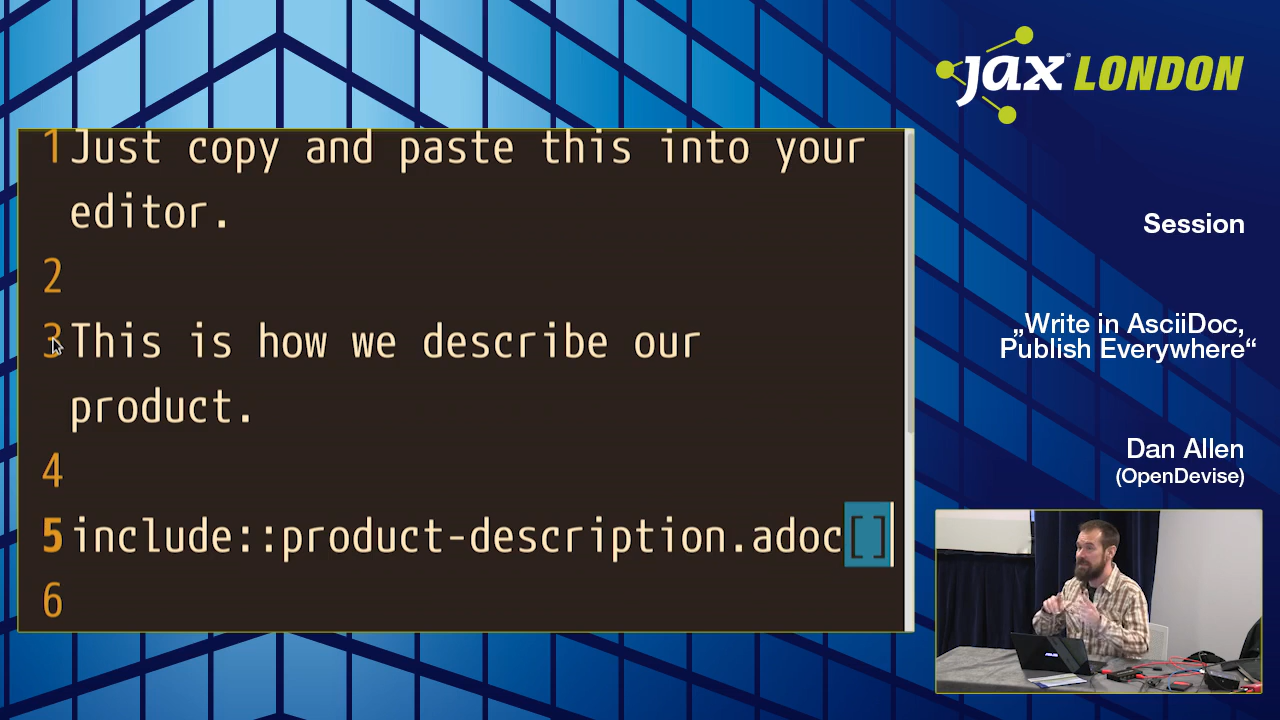 1 Just copy and paste this into your
editor.
2
3 This is how we describe our
product.
4
5 include::product-description.adoc[]
6
jax® LONDON
Session
„Write in AsciiDoc,
Publish Everywhere“
Dan Allen
(OpenDevise)
ASUS